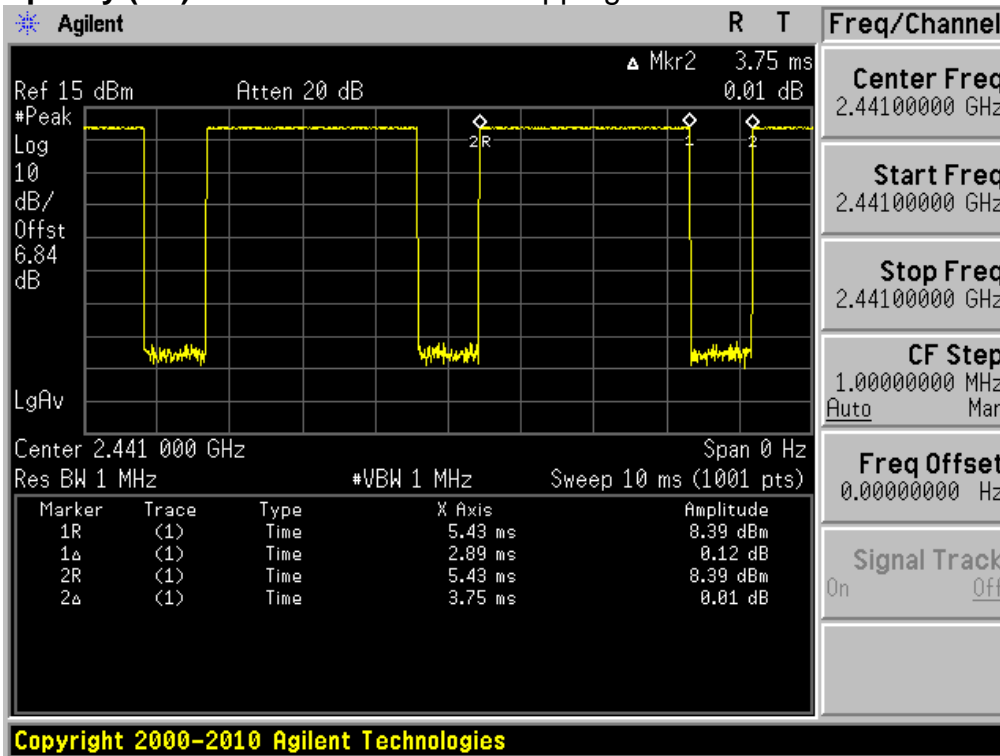 Agilent R T Freq/Channel
Δ Mkr2 3.75 ms
Ref 15 dBm Atten 20 dB 0.01 dB
#Peak
Log
10
dB/
Offst
6.84
dB
LgAv
2R 1 2
Center 2.441 000 GHz Span 0 Hz
Res BW 1 MHz #VBW 1 MHz Sweep 10 ms (1001 pts)
Marker Trace Type X Axis Amplitude
1R (1) Time 5.43 ms 8.39 dBm
1Δ (1) Time 2.89 ms 0.12 dB
2R (1) Time 5.43 ms 8.39 dBm
2Δ (1) Time 3.75 ms 0.01 dB
Center Freq
2.44100000 GHz
Start Freq
2.44100000 GHz
Stop Freq
2.44100000 GHz
CF Step
1.00000000 MHz
Auto Man
Freq Offset
0.00000000 Hz
Signal Track
On Off
Copyright 2000-2010 Agilent Technologies